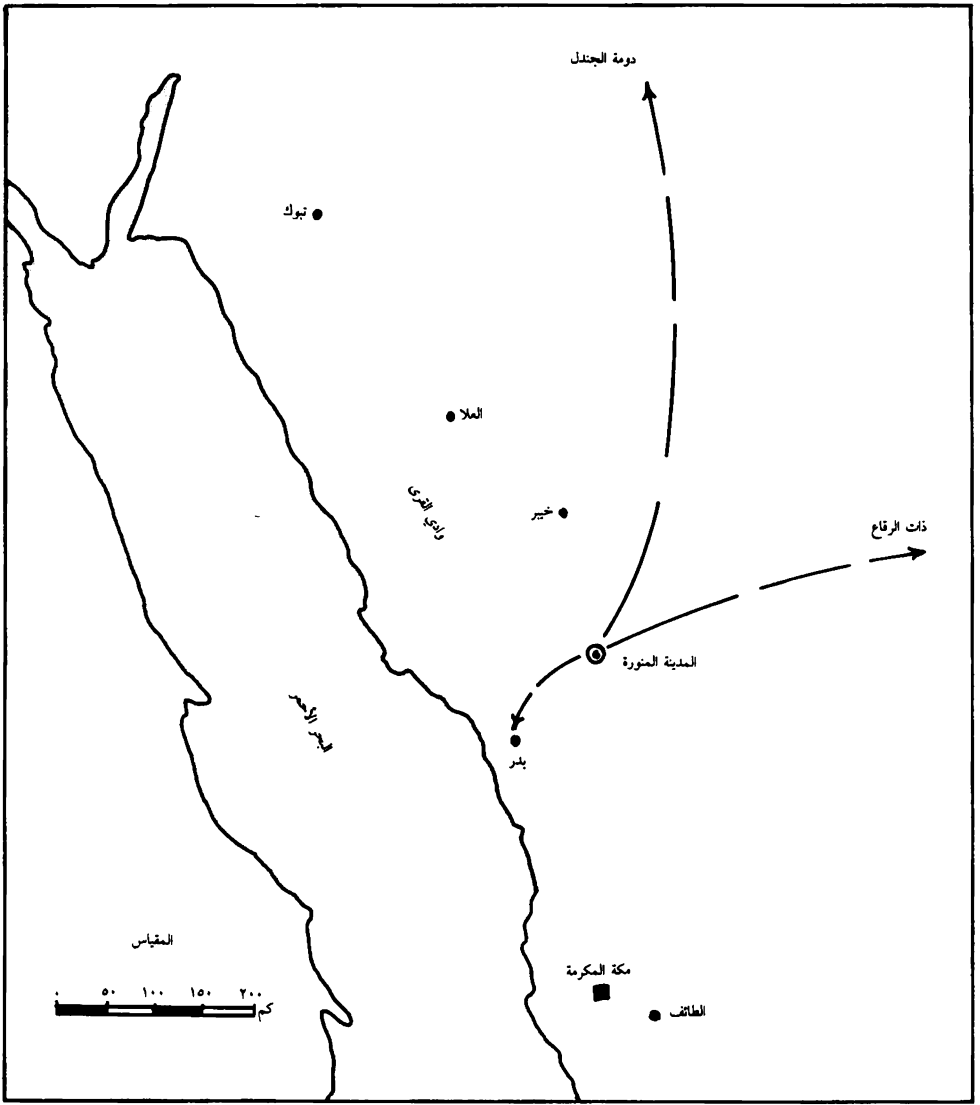 دومة الجندل
تبوك
العلا
وادي القرى
خيبر
ذات الرقاع
المدينة المنورة
البحر الأحمر
بدر
المقياس
٠ ٥٠ ١٠٠ ١٥٠ ٢٠٠
كم
مكة المكرمة
الطائف